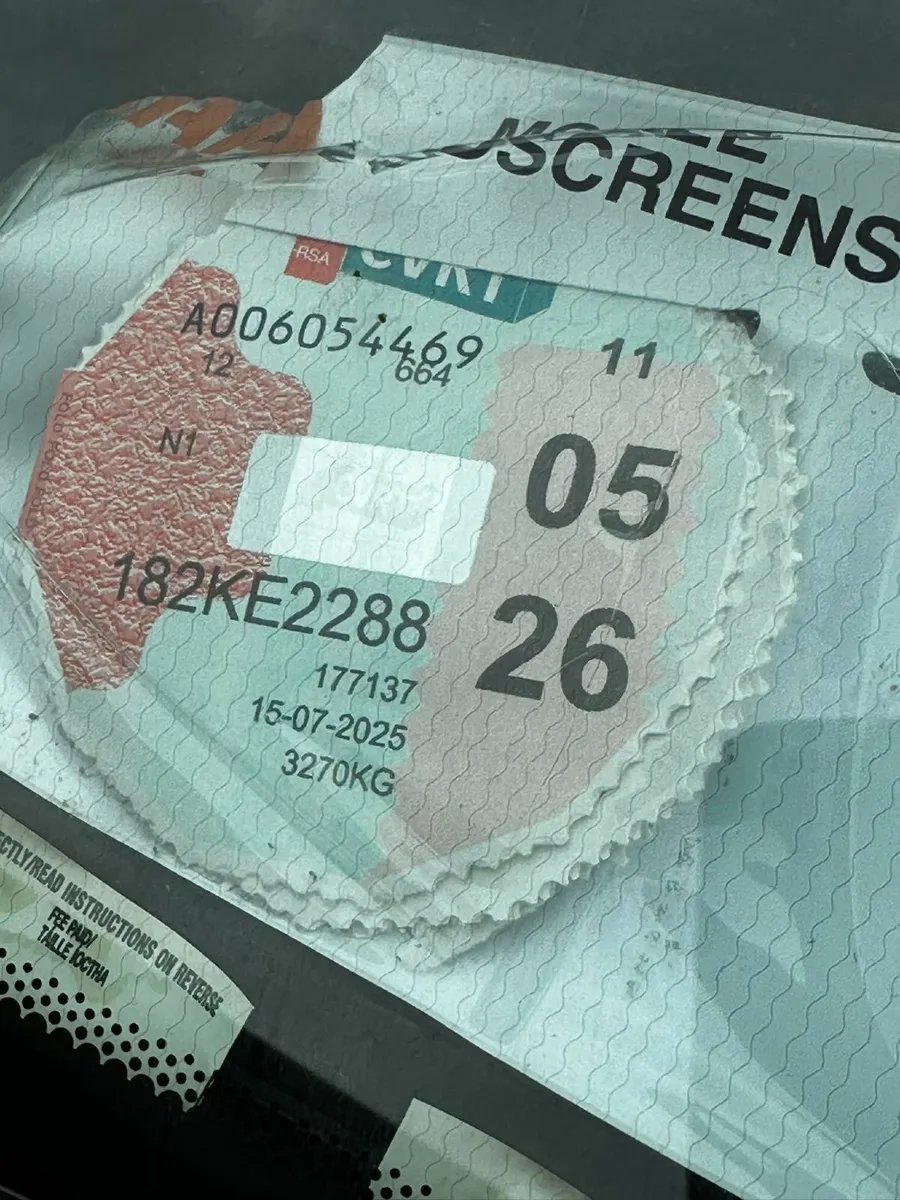 SCREENS
RSA
CVRT
A006054469
11
12
664
N1
05
182KE2288
26
177137
15-07-2025
3270KG
READ INSTRUCTIONS ON REVERSE
FEE PAID/
TAILLE ÍOCTHA